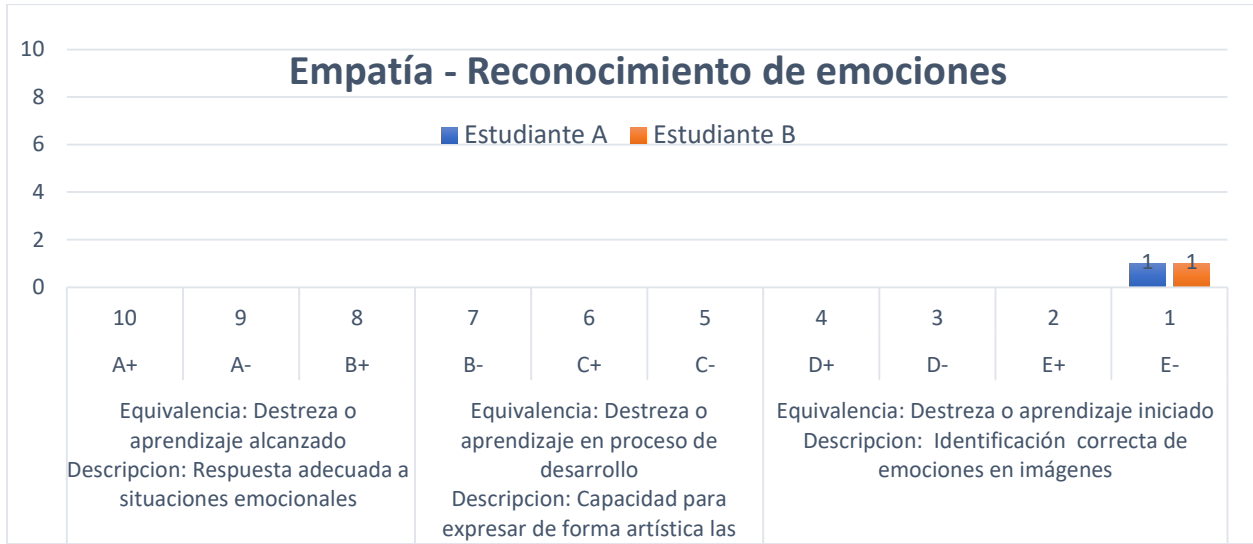 Empatía - Reconocimiento de emociones
Estudiante A Estudiante B
10
8
6
4
2
0
1 1
10 9 8 7 6 5 4 3 2 1
A+ A- B+ B- C+ C- D+ D- E+ E-
Equivalencia: Destreza o
aprendizaje alcanzado
Descripcion: Respuesta adecuada a
situaciones emocionales
Equivalencia: Destreza o
aprendizaje en proceso de
desarrollo
Descripcion: Capacidad para
expresar de forma artística las
Equivalencia: Destreza o aprendizaje iniciado
Descripcion: Identificación correcta de
emociones en imágenes